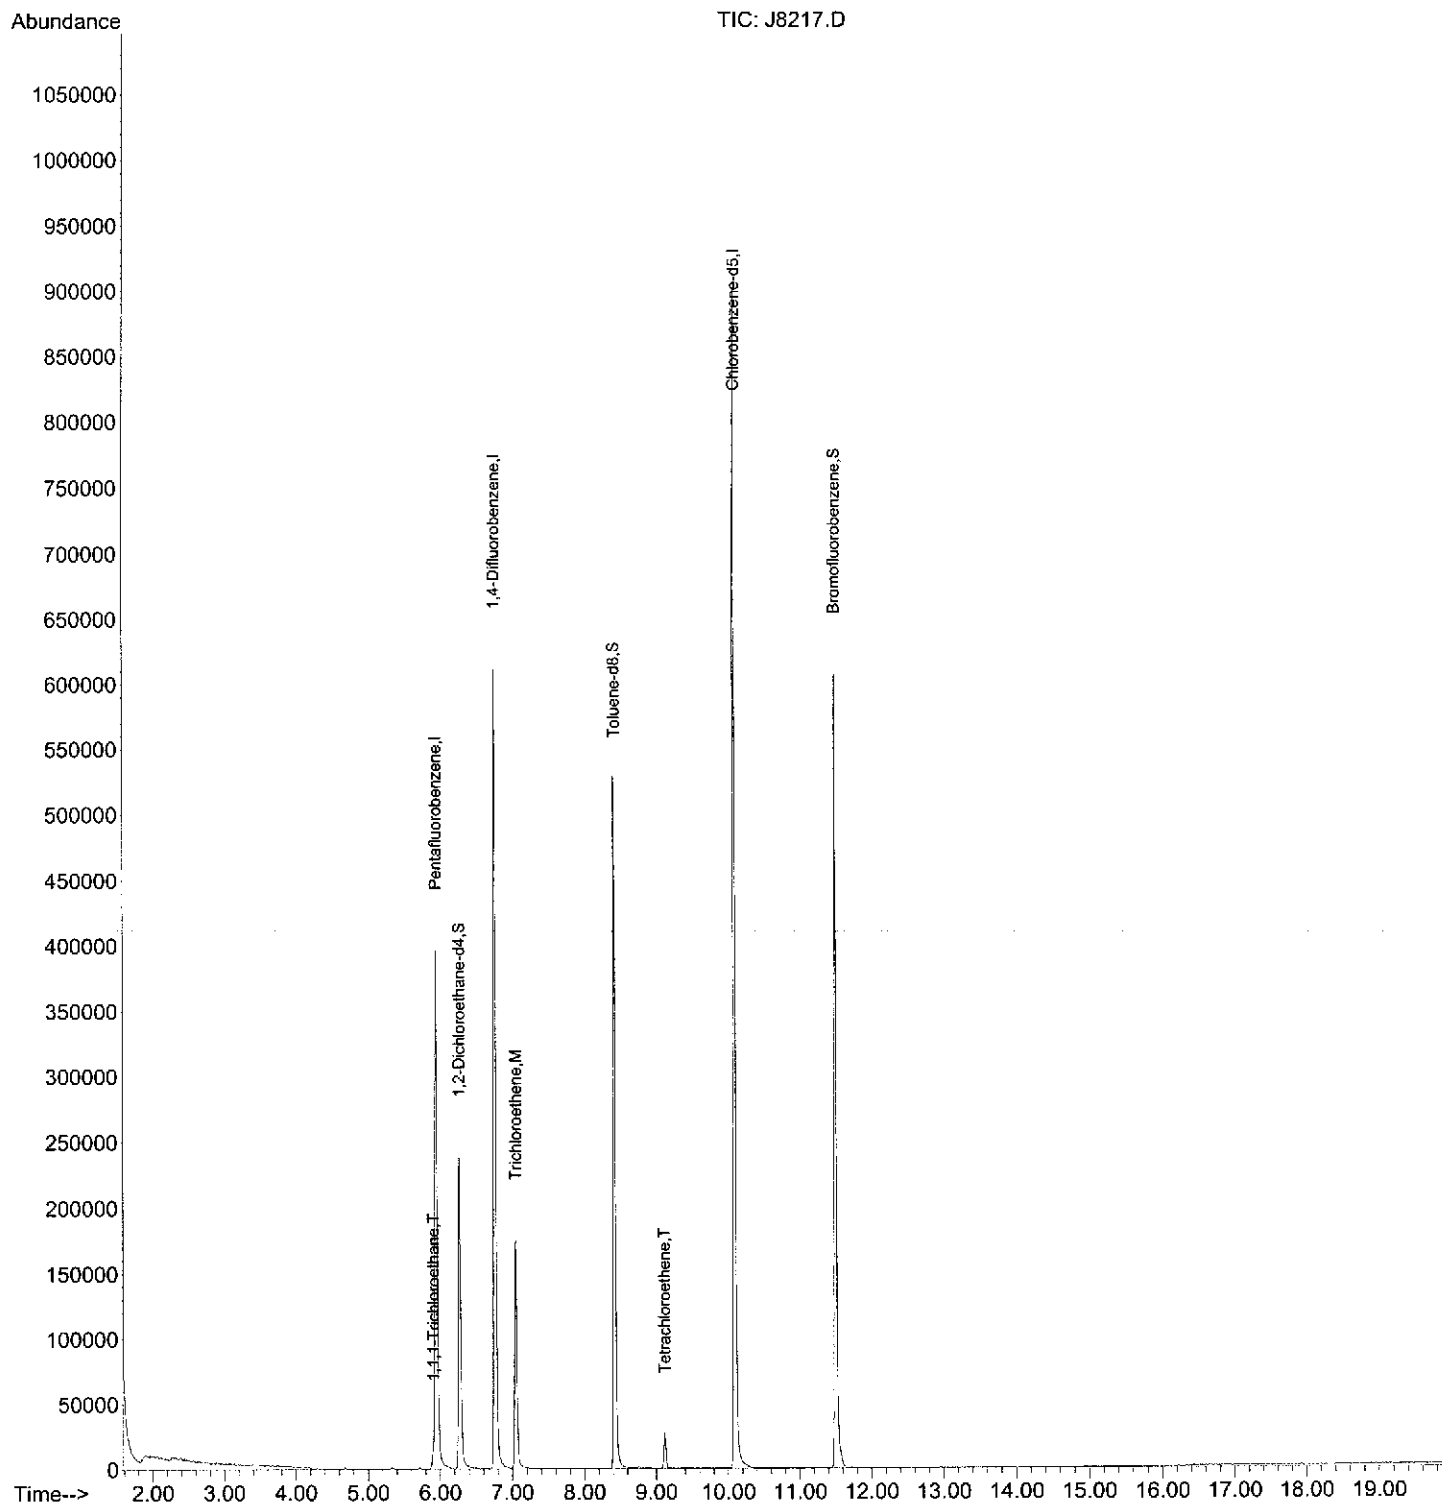 Abundance
TIC: J8217.D
1050000
1000000
950000
900000
850000
800000
750000
700000
650000
600000
550000
500000
450000
400000
350000
300000
250000
200000
150000
100000
50000
0
Pentafluorobenzene,I
1,1,1-Trichloroethane,T
1,2-Dichloroethane-d4,S
1,4-Difluorobenzene,I
Trichloroethene,M
Toluene-d8,S
Tetrachloroethene,T
Chlorobenzene-d5,I
Bromofluorobenzene,S
Time--> 2.00 3.00 4.00 5.00 6.00 7.00 8.00 9.00 10.00 11.00 12.00 13.00 14.00 15.00 16.00 17.00 18.00 19.00